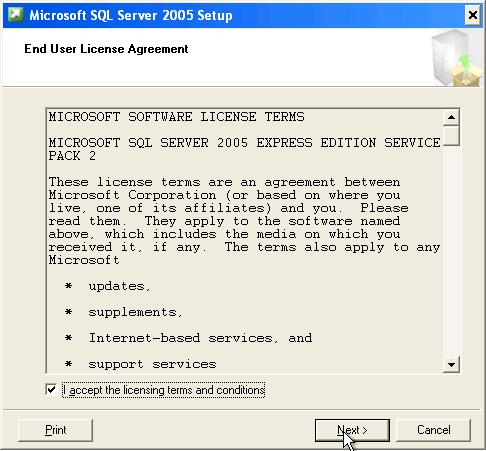 Microsoft SQL Server 2005 Setup
End User License Agreement
MICROSOFT SOFTWARE LICENSE TERMS
MICROSOFT SQL SERVER 2005 EXPRESS EDITION SERVICE
PACK 2
These license terms are an agreement between
Microsoft Corporation (or based on where you
live, one of its affiliates) and you.  Please
read them.  They apply to the software named
above, which includes the media on which you
received it, if any.  The terms also apply to any
Microsoft
* updates,
* supplements,
* Internet-based services, and
* support services
I accept the licensing terms and conditions
Print
Next >
Cancel